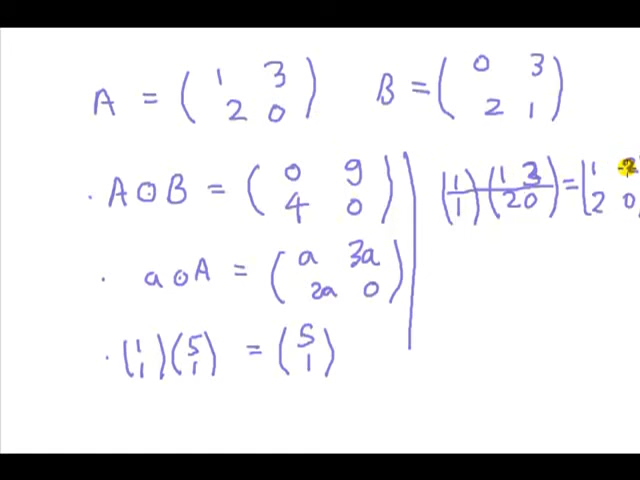 A = ( 1 3 B = ( 0 3
2 0 ) 2 1 )
· A⊙B = ( 0 9
4 0 )
(1 (1 3 = [1
1) 2 0) 2 0
· a⊙A = ( a 3a
2a 0 )
· (1 (5 = (5
1) 1) 1)